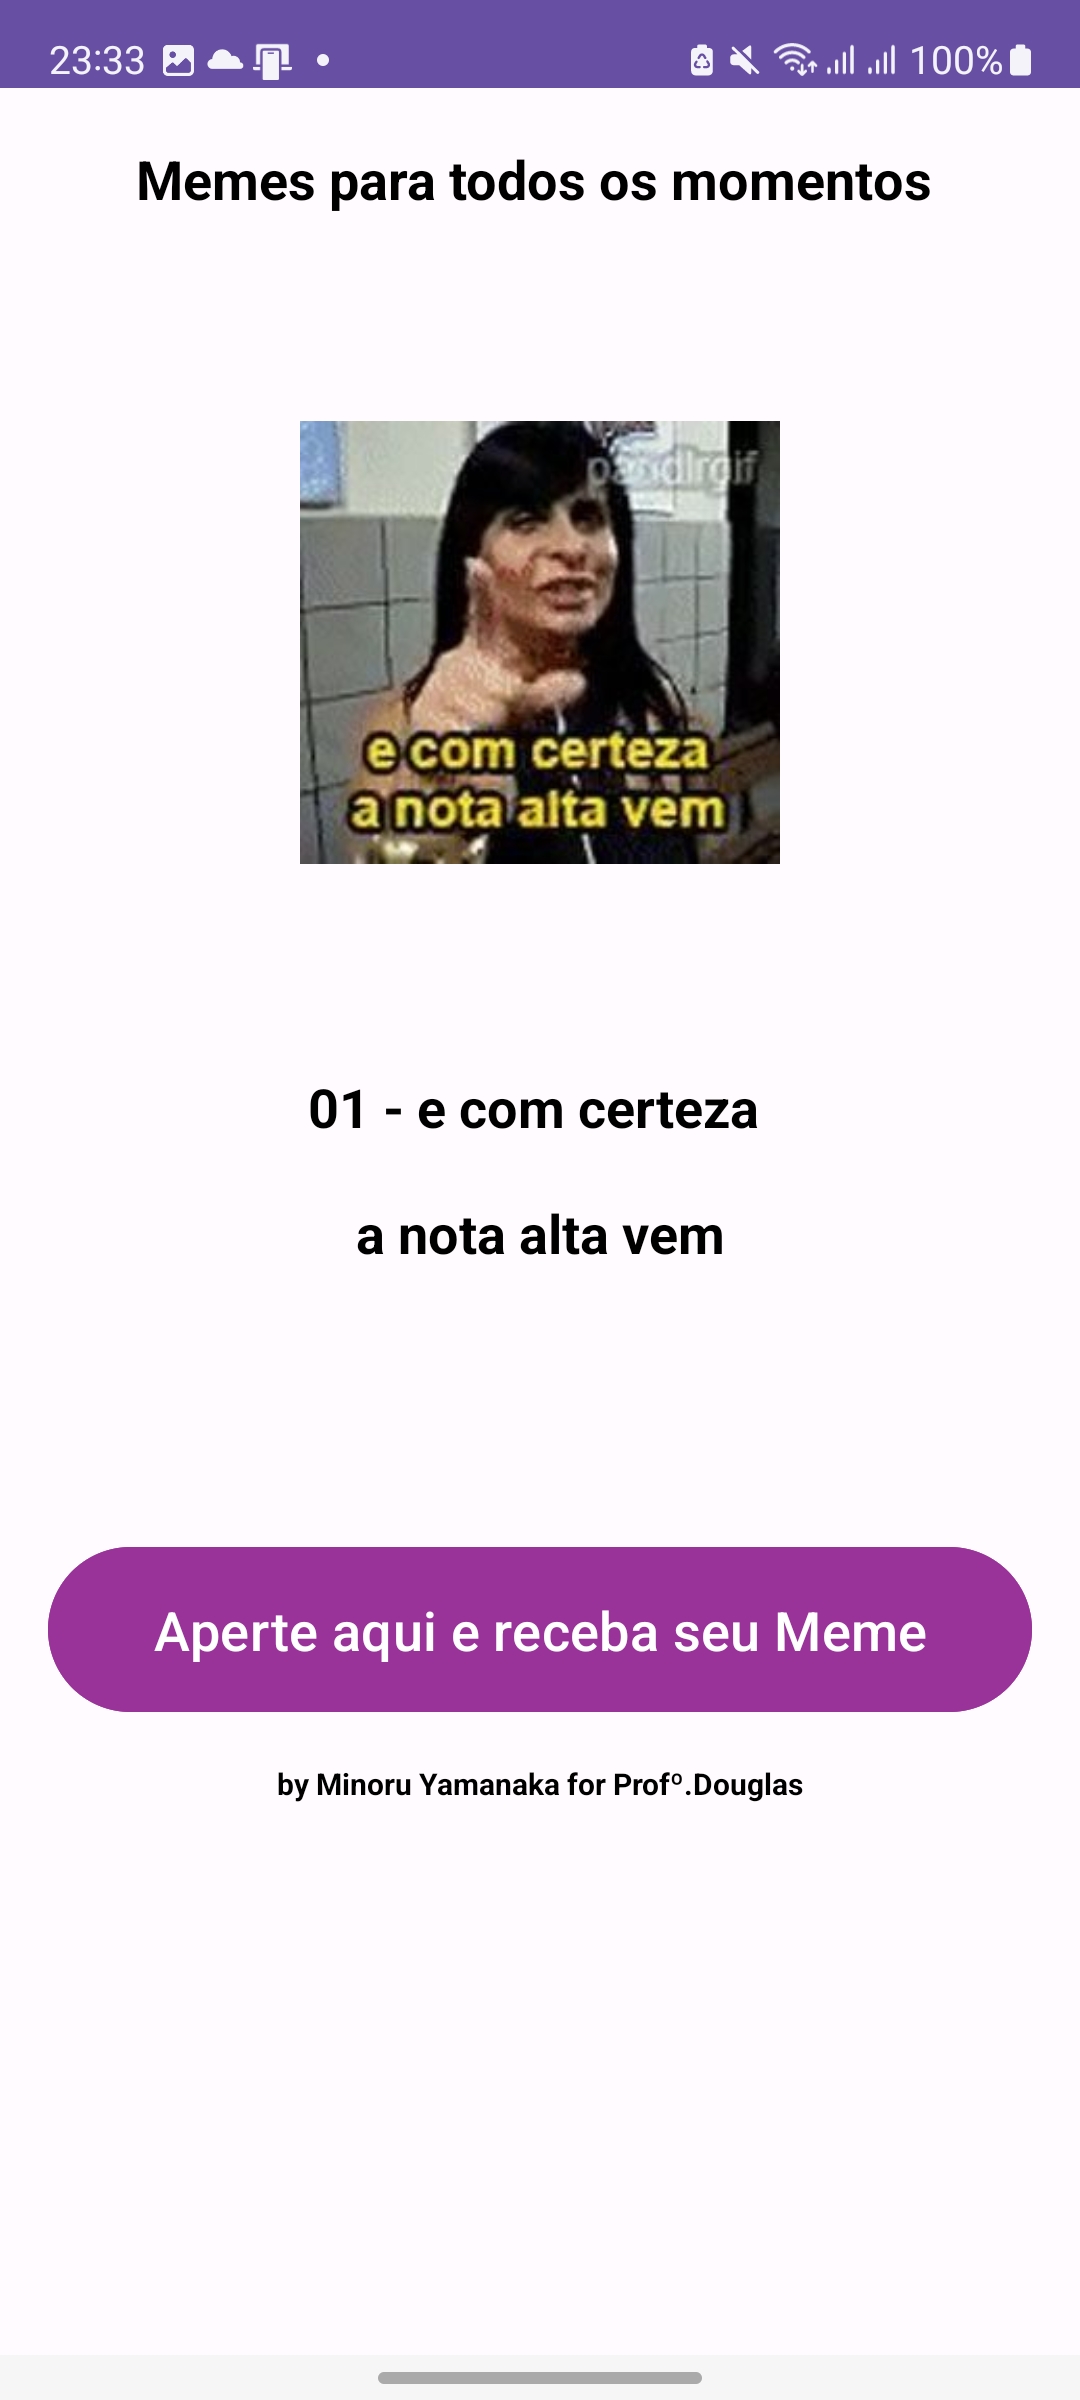 23:33
100%
Memes para todos os momentos
e com certeza
a nota alta vem
01 - e com certeza
a nota alta vem
Aperte aqui e receba seu Meme
by Minoru Yamanaka for Profº.Douglas